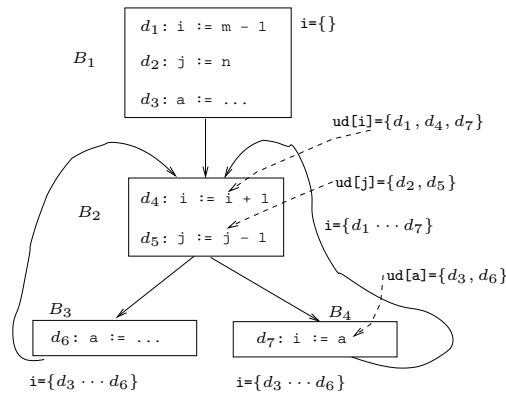 d₁: i := m - 1
i={}
B₁
d₂: j := n
d₃: a := ...
ud[i]={d₁, d₄, d₇}
d₄: i := i + 1
ud[j]={d₂, d₅}
B₂
i={d₁ ⋯ d₇}
d₅: j := j - 1
ud[a]={d₃, d₆}
B₃
B₄
d₆: a := ...
d₇: i := a
i={d₃ ⋯ d₆}
i={d₃ ⋯ d₆}